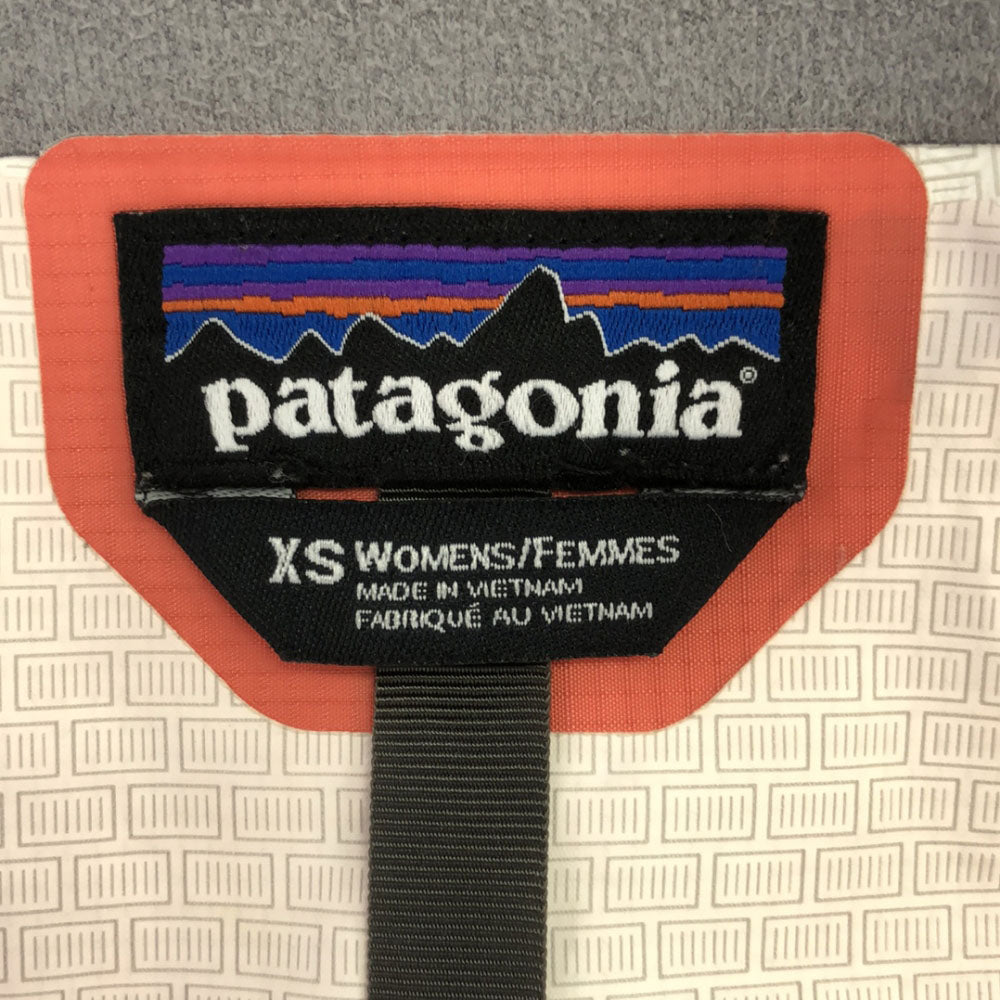 patagonia®
XS WOMENS/FEMMES
MADE IN VIETNAM
FABRIQUÉ AU VIETNAM